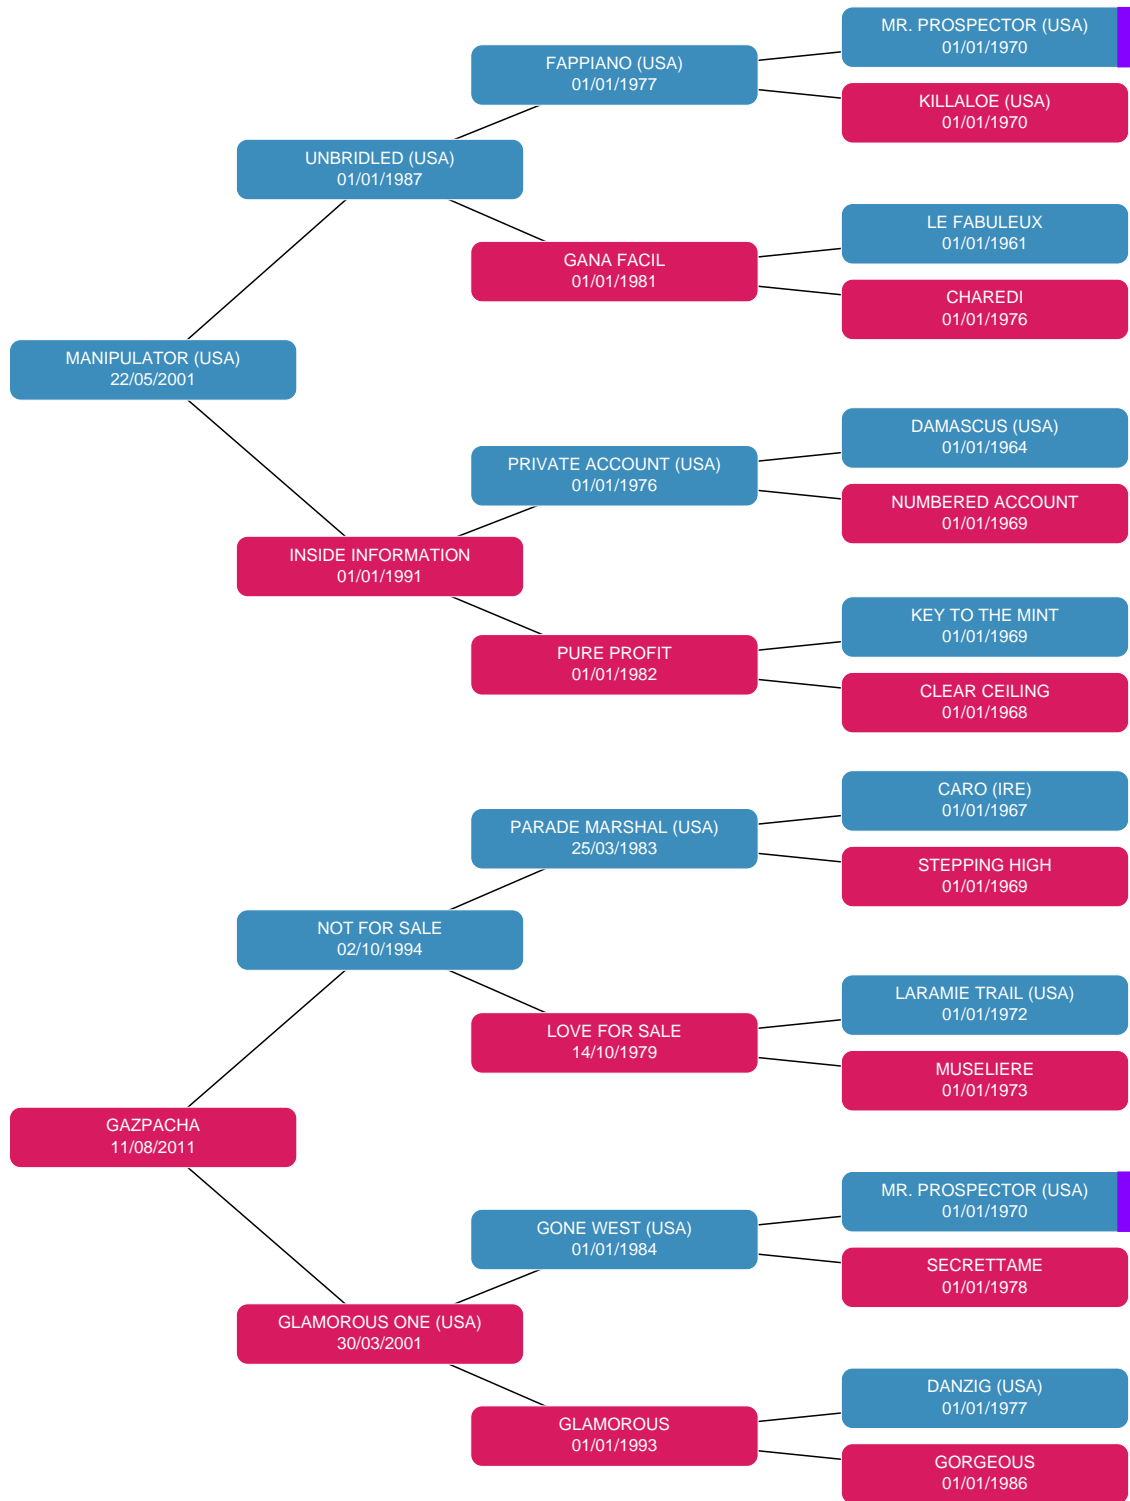 MR. PROSPECTOR (USA)
01/01/1970
FAPPIANO (USA)
01/01/1977
KILLALOE (USA)
01/01/1970
UNBRIDLED (USA)
01/01/1987
LE FABULEUX
01/01/1961
GANA FACIL
01/01/1981
CHAREDI
01/01/1976
MANIPULATOR (USA)
22/05/2001
DAMASCUS (USA)
01/01/1964
PRIVATE ACCOUNT (USA)
01/01/1976
NUMBERED ACCOUNT
01/01/1969
INSIDE INFORMATION
01/01/1991
KEY TO THE MINT
01/01/1969
PURE PROFIT
01/01/1982
CLEAR CEILING
01/01/1968
CARO (IRE)
01/01/1967
PARADE MARSHAL (USA)
25/03/1983
STEPPING HIGH
01/01/1969
NOT FOR SALE
02/10/1994
LARAMIE TRAIL (USA)
01/01/1972
LOVE FOR SALE
14/10/1979
MUSELIERE
01/01/1973
GAZPACHA
11/08/2011
MR. PROSPECTOR (USA)
01/01/1970
GONE WEST (USA)
01/01/1984
SECRETTAME
01/01/1978
GLAMOROUS ONE (USA)
30/03/2001
DANZIG (USA)
01/01/1977
GLAMOROUS
01/01/1993
GORGEOUS
01/01/1986